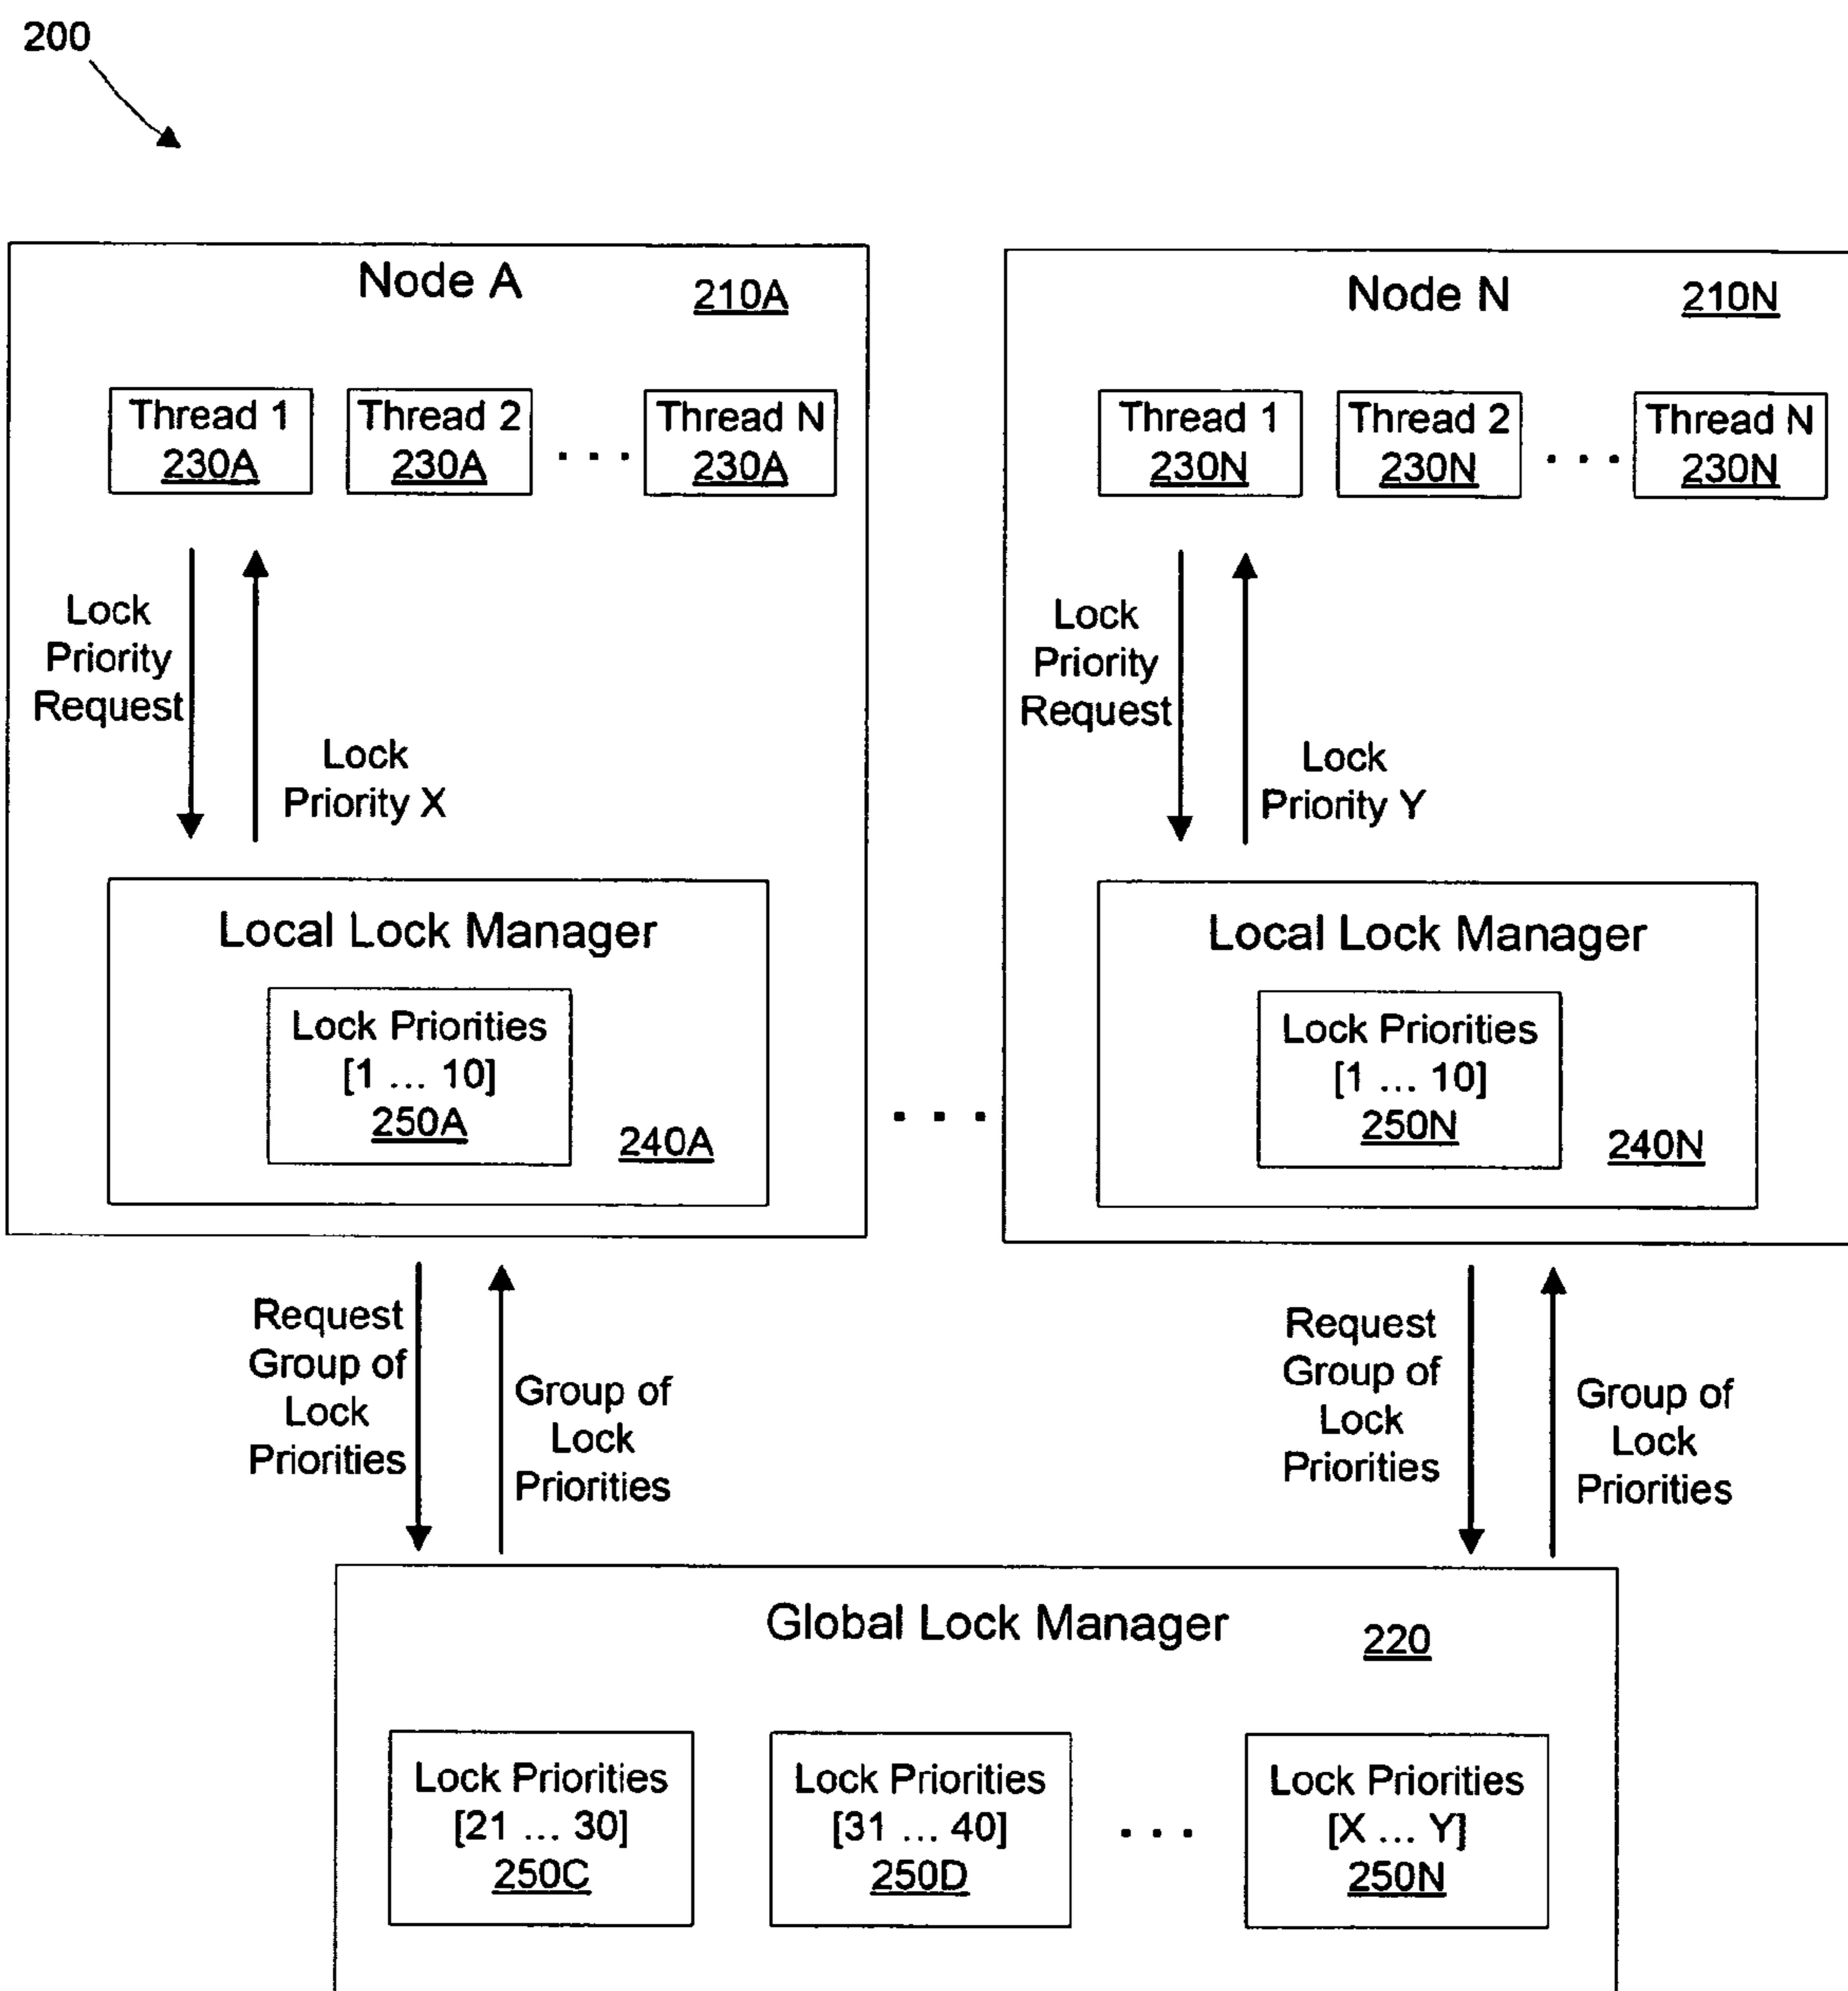 200
Node A
210A
Thread 1
230A
Thread 2
230A
...
Thread N
230A
Lock
Priority
Request
Lock
Priority X
Local Lock Manager
Lock Priorities
[1 ... 10]
250A
240A
...
Node N
210N
Thread 1
230N
Thread 2
230N
...
Thread N
230N
Lock
Priority
Request
Lock
Priority Y
Local Lock Manager
Lock Priorities
[1 ... 10]
250N
240N
Request
Group of
Lock
Priorities
Group of
Lock
Priorities
Request
Group of
Lock
Priorities
Group of
Lock
Priorities
Global Lock Manager
220
Lock Priorities
[21 ... 30]
250C
Lock Priorities
[31 ... 40]
250D
...
Lock Priorities
[X ... Y]
250N